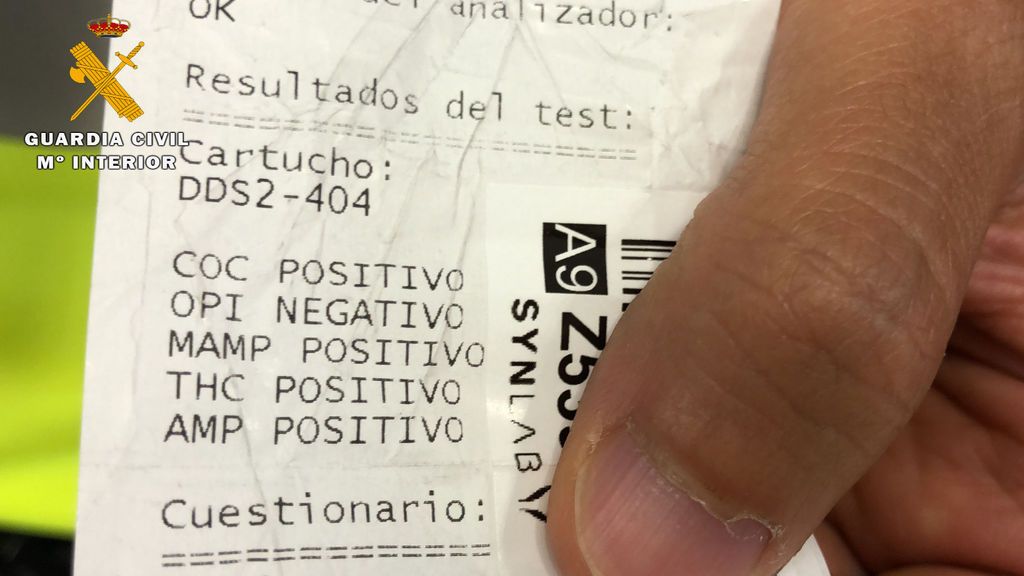 OK
analizador:
Resultados del test:
Cartucho:
DDS2-404
COC POSITIVO
OPI NEGATIVO
MAMP POSITIVO
THC POSITIVO
AMP POSITIVO
Cuestionario:
A9
SYNLAB
GUARDIA CIVIL
Mº INTERIOR